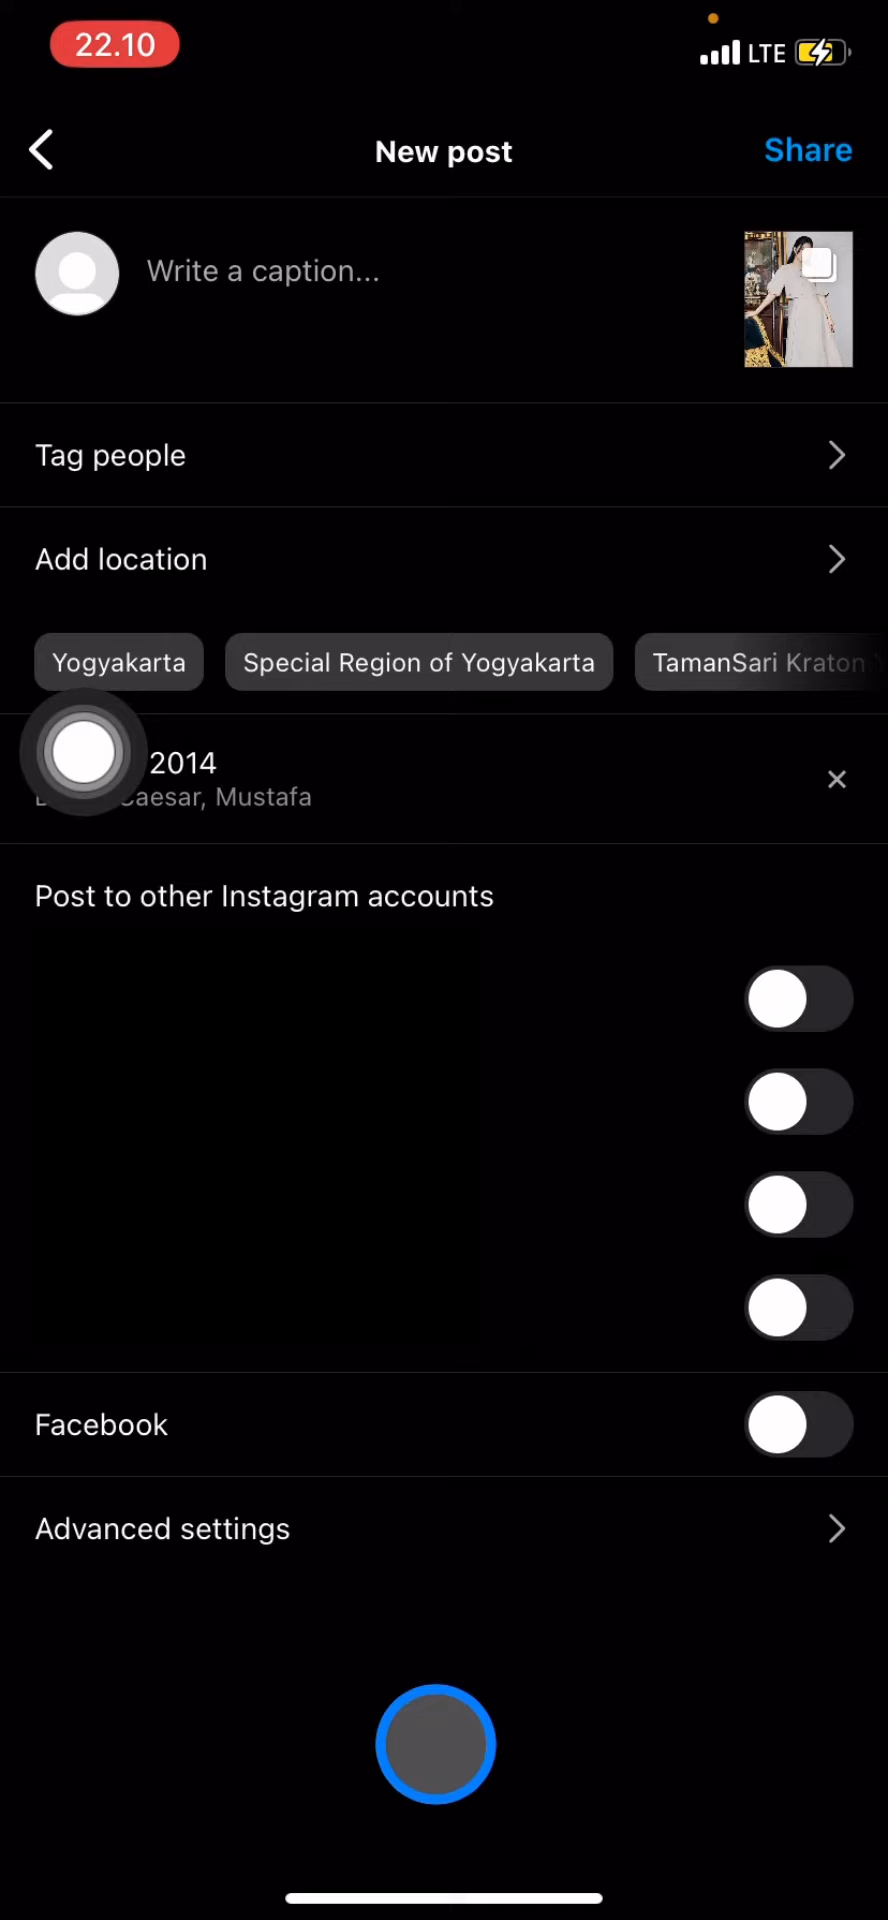 22.10
LTE
New post
Share
Write a caption...
Tag people
Add location
Yogyakarta
Special Region of Yogyakarta
TamanSari Kraton
2014
Mustafa
Post to other Instagram accounts
Facebook
Advanced settings